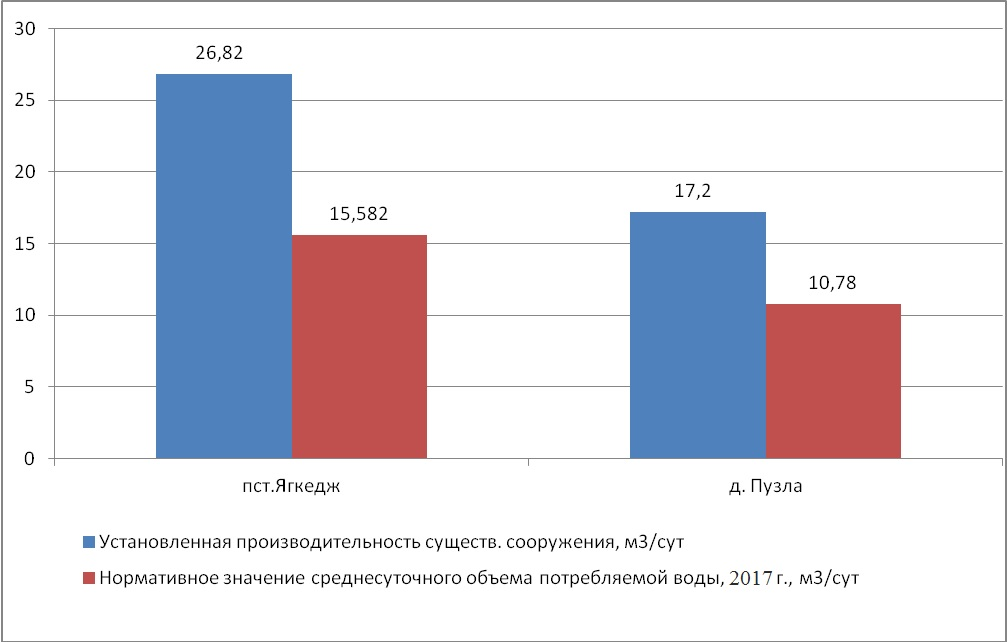 30
26,82
25
20
17,2
15,582
15
10,78
10
5
0
пст.Ягкедж
д. Пузла
Установленная производительность существ. сооружения, м3/сут
Нормативное значение среднесуточного объема потребляемой воды, 2017 г., м3/сут